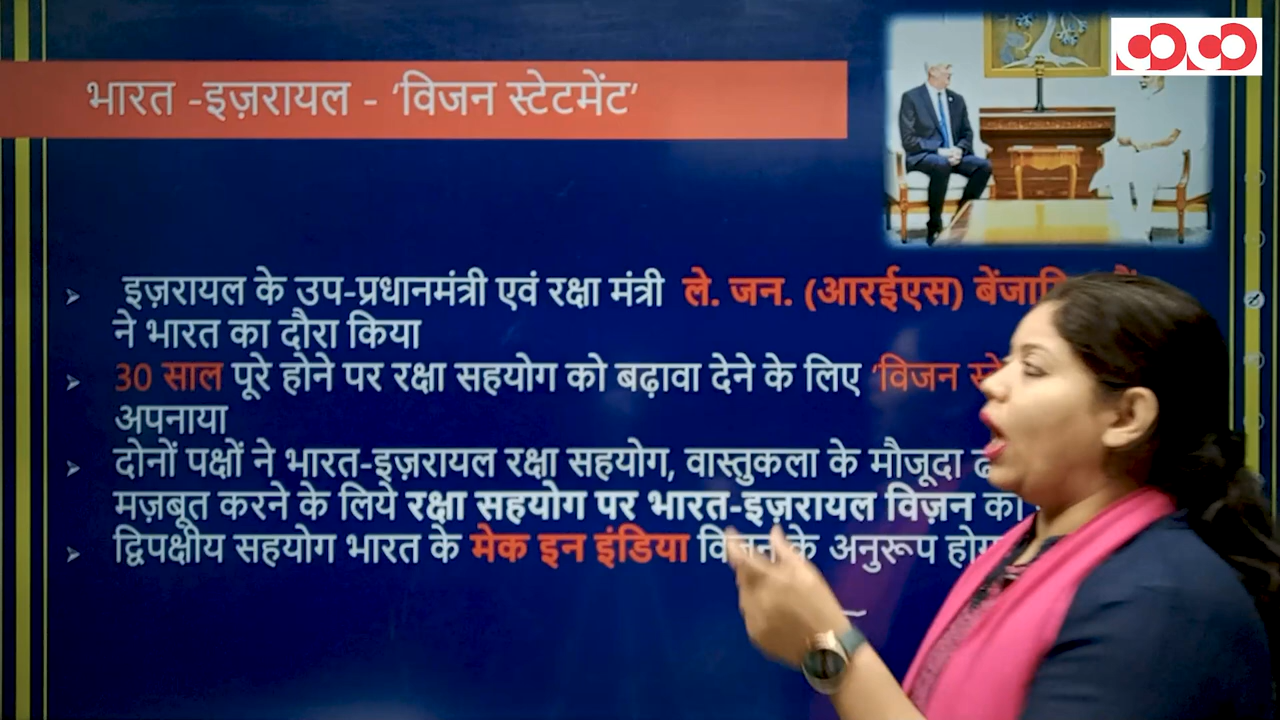 भारत -इज़रायल - ‘विजन स्टेटमेंट’
इज़रायल के उप-प्रधानमंत्री एवं रक्षा मंत्री ले. जन. (आरईएस)
ने भारत का दौरा किया
30 साल पूरे होने पर रक्षा सहयोग को बढ़ावा देने के लिए ‘विजन
अपनाया
दोनों पक्षों ने भारत-इज़रायल रक्षा सहयोग, वास्तुकला के मौजूदा
मज़बूत करने के लिये रक्षा सहयोग पर भारत-इज़रायल विज़न
द्विपक्षीय सहयोग भारत के मेक इन इंडिया विजन के अनुरूप